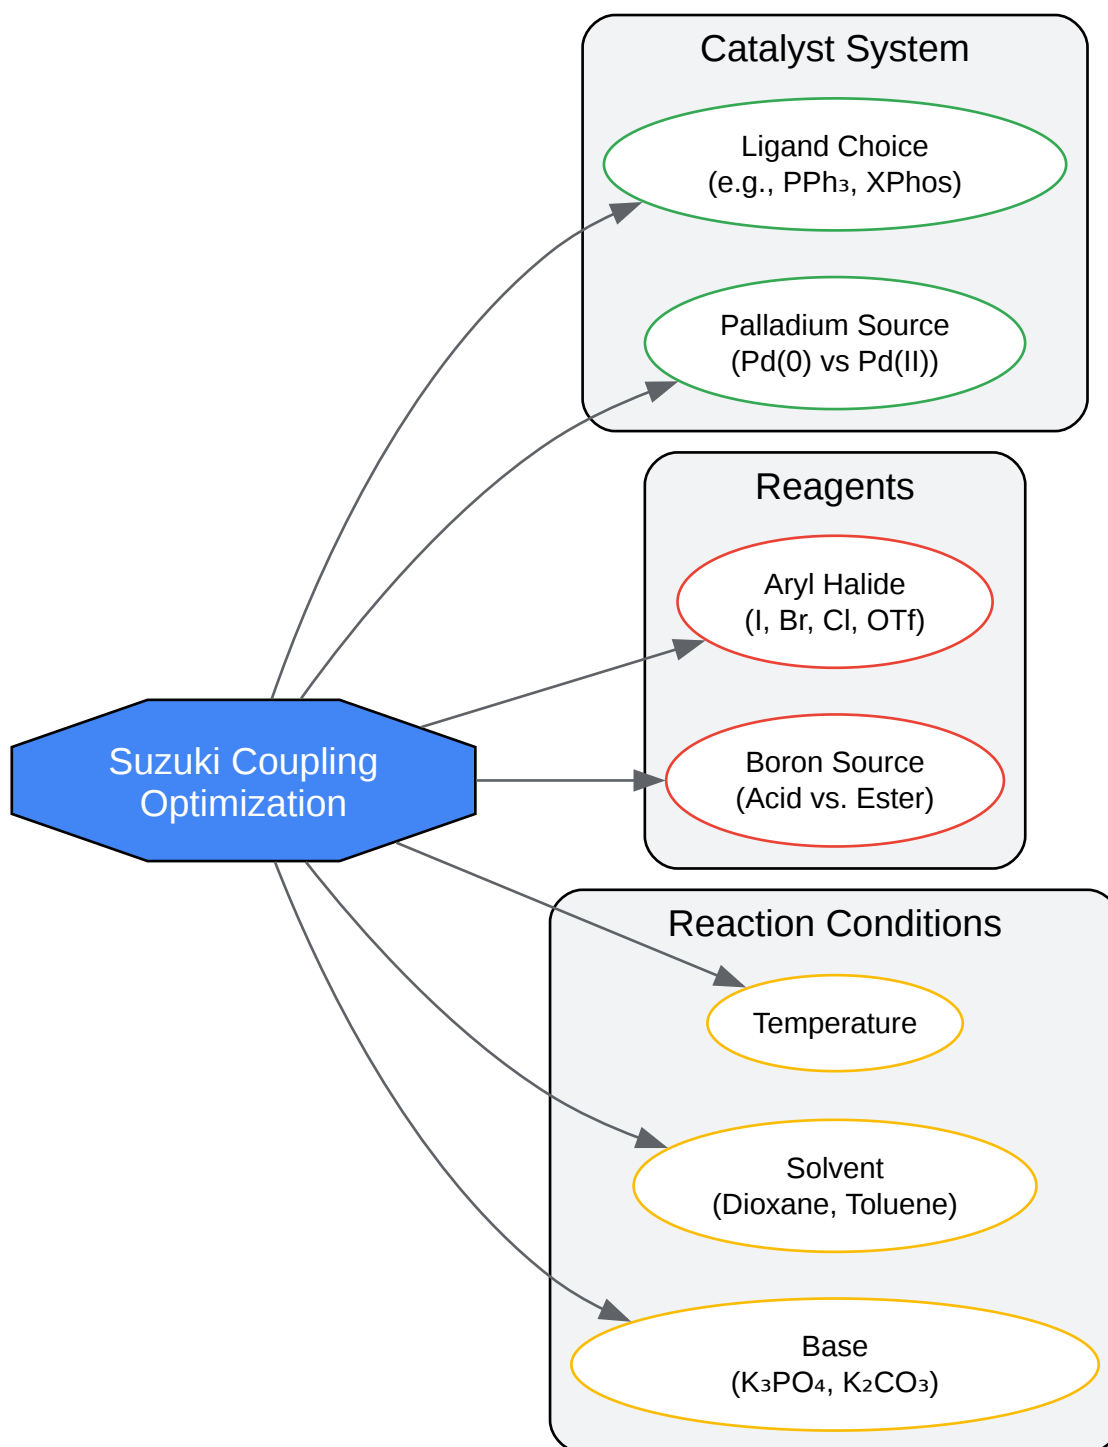 Catalyst System
Ligand Choice
(e.g., PPh₃, XPhos)
Palladium Source
(Pd(0) vs Pd(II))
Reagents
Aryl Halide
(I, Br, Cl, OTf)
Suzuki Coupling
Optimization
Boron Source
(Acid vs. Ester)
Reaction Conditions
Temperature
Solvent
(Dioxane, Toluene)
Base
(K₃PO₄, K₂CO₃)